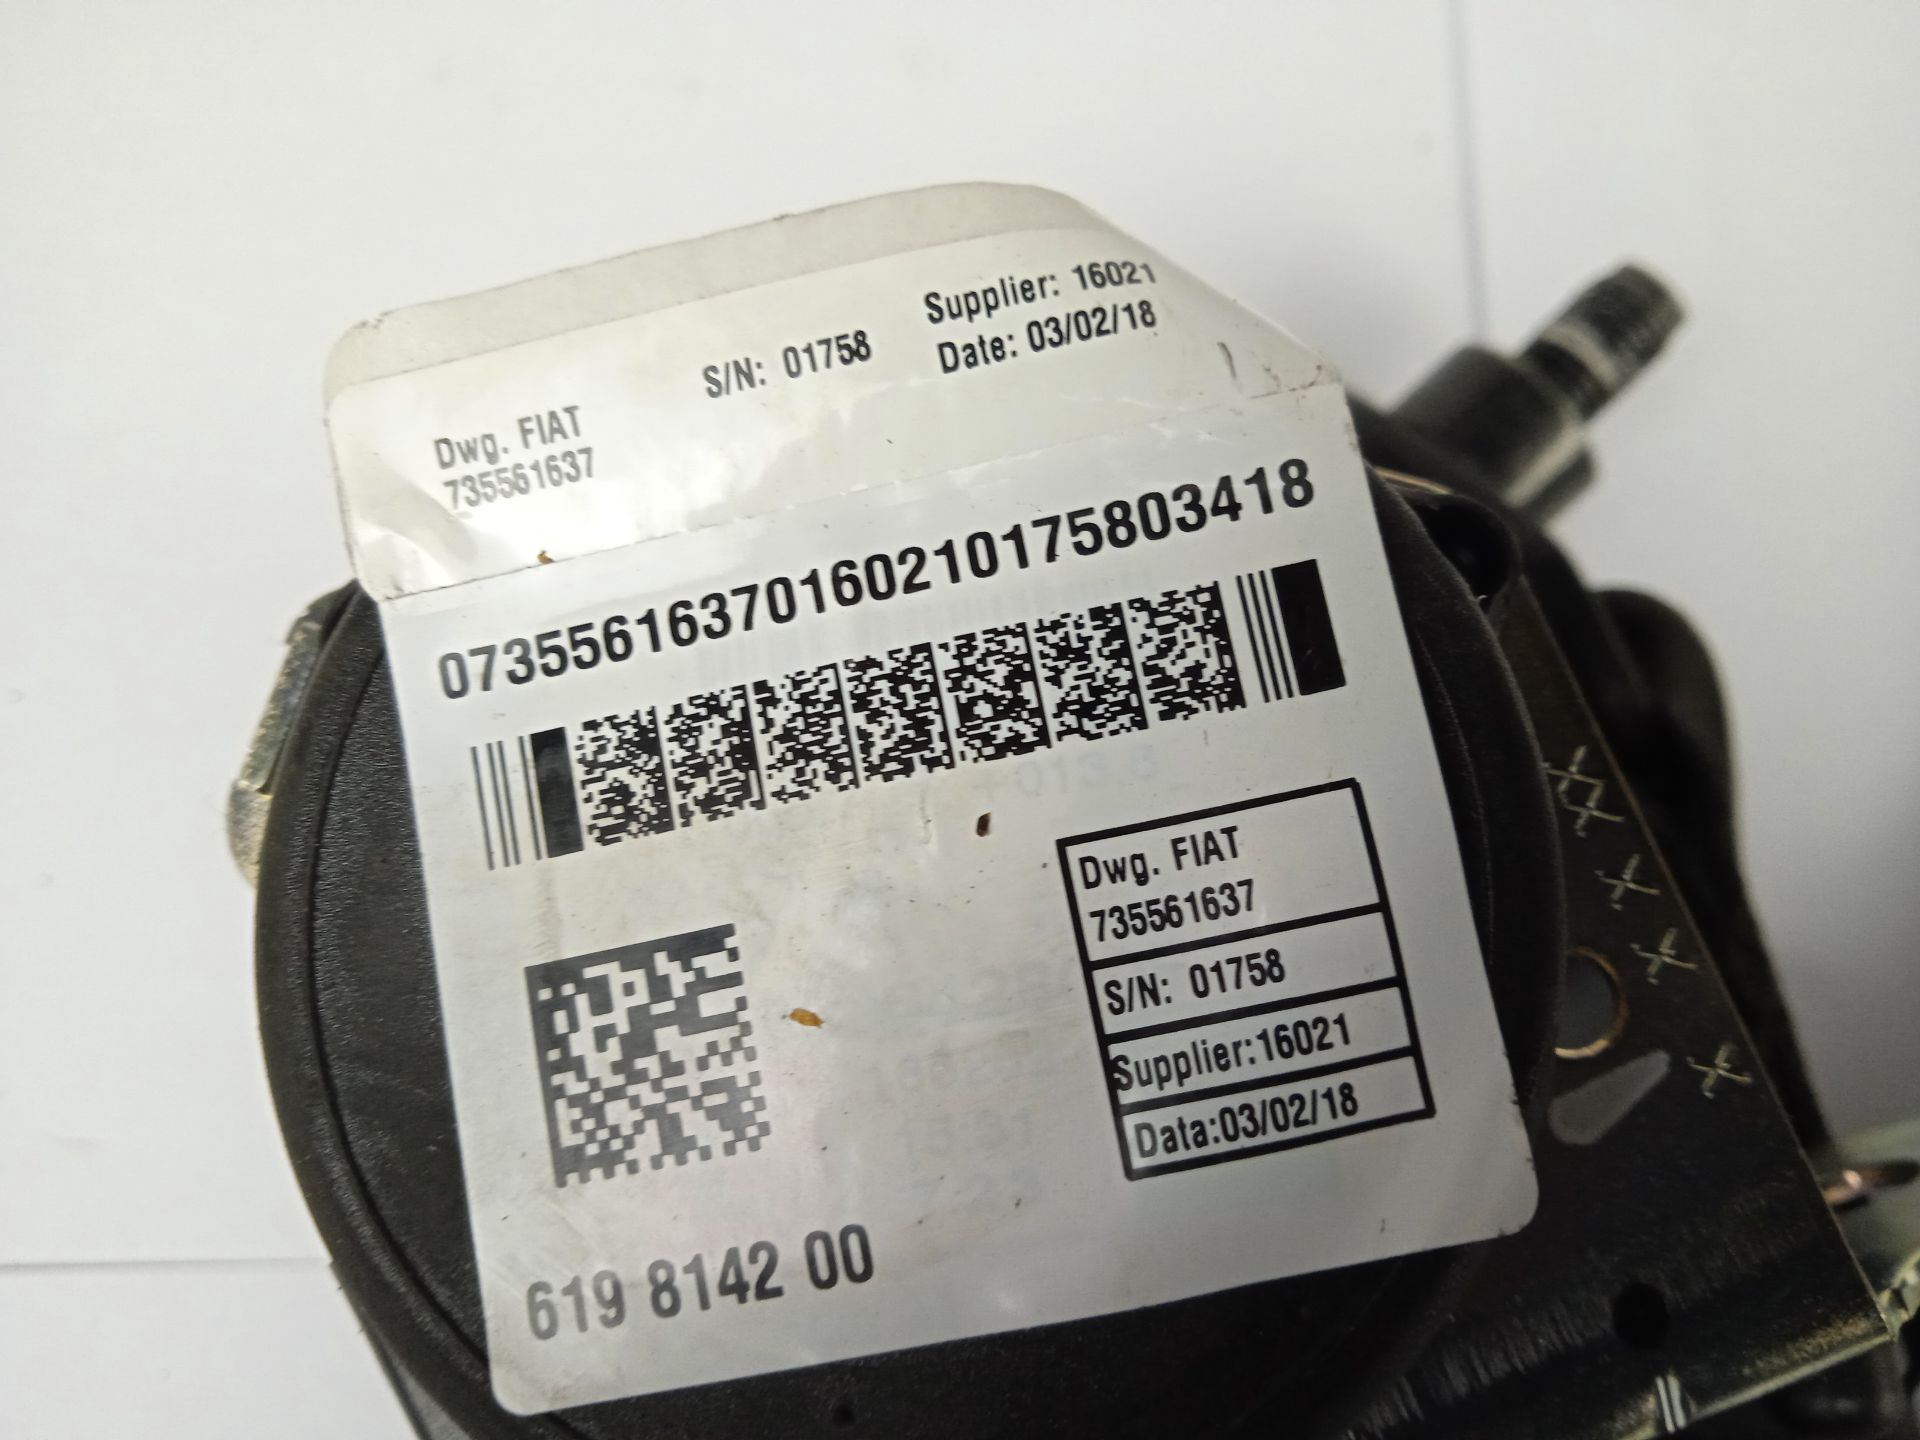 Dwg. FIAT
735561637
S/N: 01758
Supplier: 16021
Date: 03/02/18
07355616370160210175803418
Dwg. FIAT
735561637
S/N: 01758
Supplier:16021
Data:03/02/18
619 8142 00